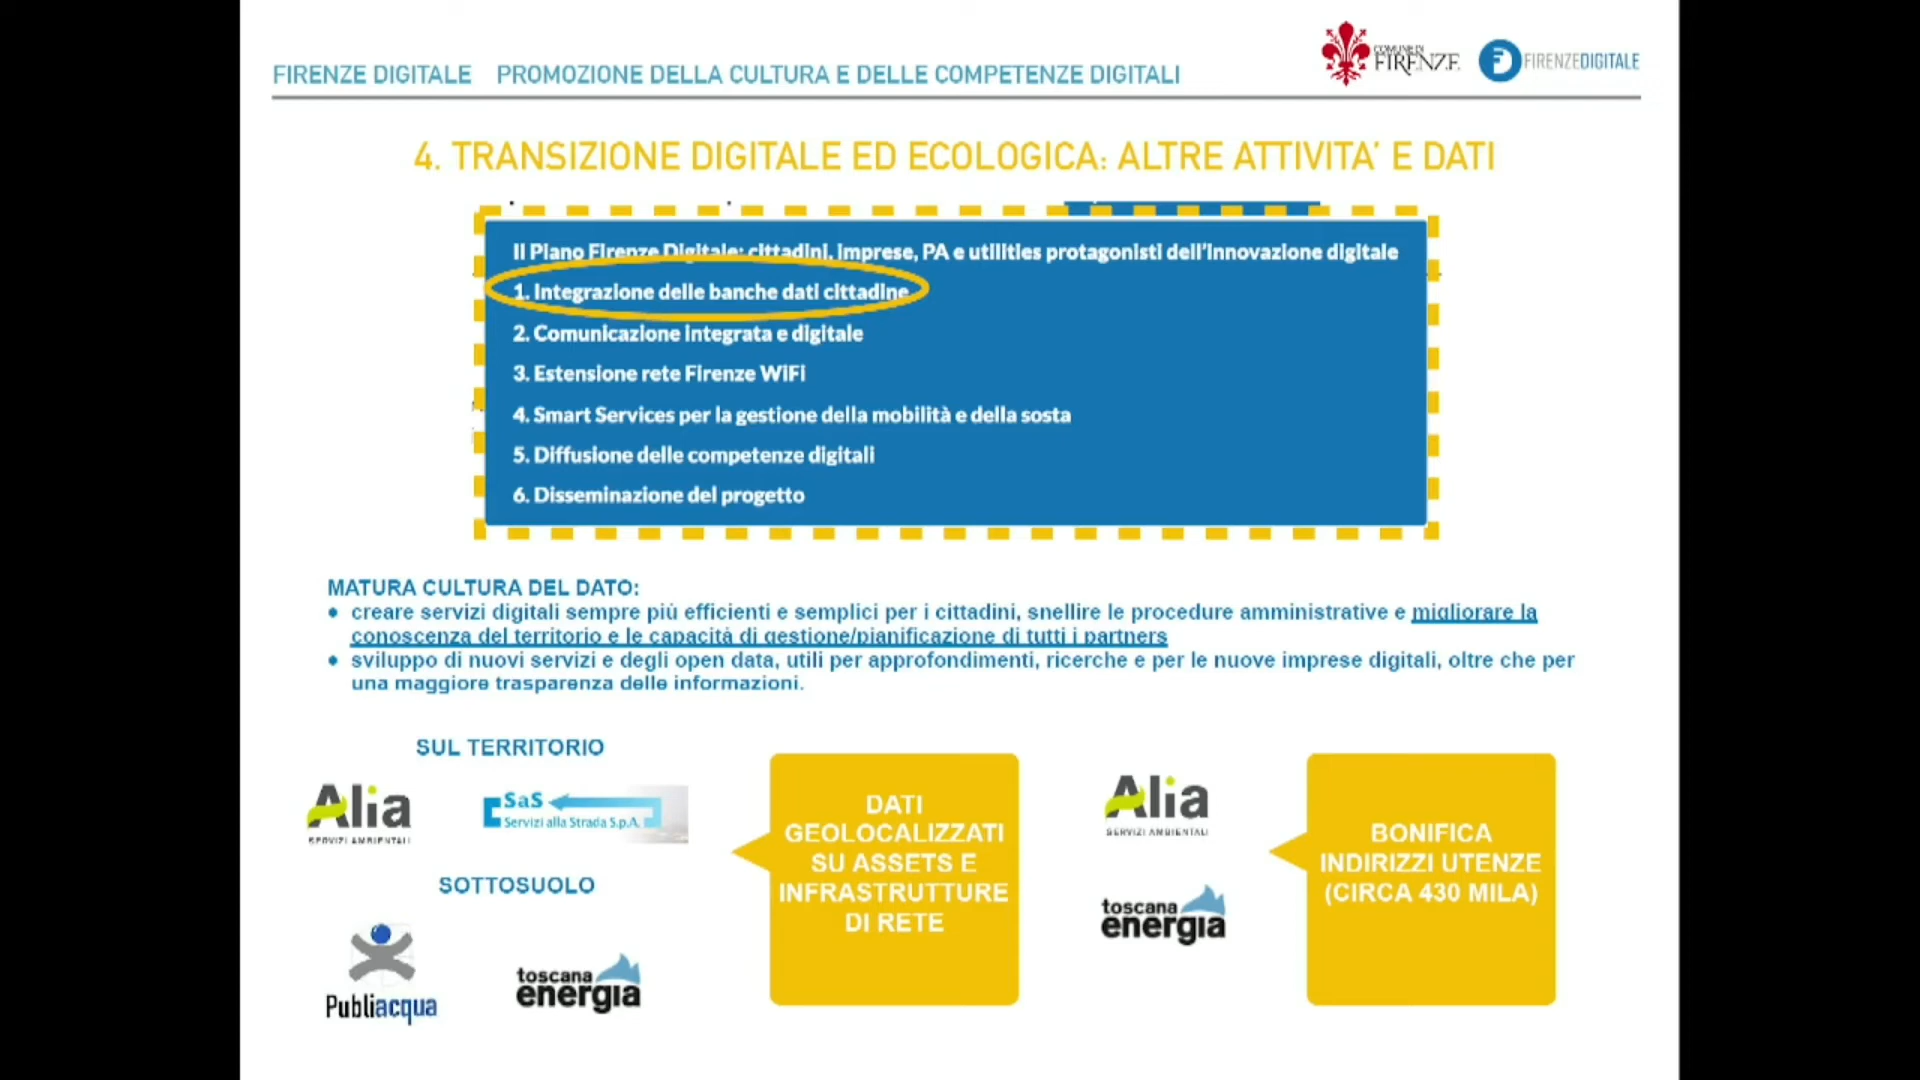 FIRENZE DIGITALE PROMOZIONE DELLA CULTURA E DELLE COMPETENZE DIGITALI
COMUNE DI
FIRENZE
FIRENZEDIGITALE
4. TRANSIZIONE DIGITALE ED ECOLOGICA: ALTRE ATTIVITA' E DATI
Il Piano Firenze Digitale: cittadini, imprese, PA e utilities protagonisti dell'innovazione digitale
1. Integrazione delle banche dati cittadine
2. Comunicazione integrata e digitale
3. Estensione rete Firenze WiFi
4. Smart Services per la gestione della mobilità e della sosta
5. Diffusione delle competenze digitali
6. Disseminazione del progetto
MATURA CULTURA DEL DATO:
● creare servizi digitali sempre più efficienti e semplici per i cittadini, snellire le procedure amministrative e migliorare la
conoscenza del territorio e le capacità di gestione/pianificazione di tutti i partners
● sviluppo di nuovi servizi e degli open data, utili per approfondimenti, ricerche e per le nuove imprese digitali, oltre che per
una maggiore trasparenza delle informazioni.
SUL TERRITORIO
Alia
SERVIZI AMBIENTALI
SaS
Servizi alla Strada S.p.A.
SOTTOSUOLO
Publiacqua
toscana
energia
DATI
GEOLOCALIZZATI
SU ASSETS E
INFRASTRUTTURE
DI RETE
Alia
SERVIZI AMBIENTALI
toscana
energia
BONIFICA
INDIRIZZI UTENZE
(CIRCA 430 MILA)